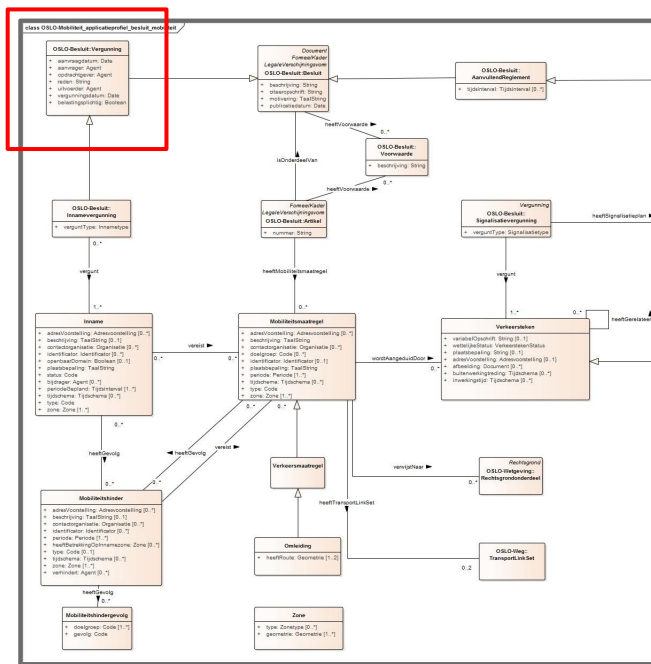 class OSLO-Mobiliteit_applicatieprofiel_besluit_mobiliteit
OSLO-Besluit::Vergunning
+ aanvraagdatum: Date
+ aanvrager: Agent
+ opdrachtgever: Agent
+ reden: String
+ uitvoerder: Agent
+ vergunningsdatum: Date
+ belastingsplichtig: Boolean
Document
FormeelKader
LegaleVerschijningsvorm
OSLO-Besluit::Besluit
+ beschrijving: String
+ citeeropschrift: String
+ motivering: TaalString
+ publicatiedatum: Date
OSLO-Besluit::
AanvullendReglement
+ tijdsinterval: Tijdsinterval [0..*]
heeftVoorwaarde
0..*
OSLO-Besluit::
Voorwaarde
+ beschrijving: String
isOnderdeelVan
0..*
heeftVoorwaarde
OSLO-Besluit::
Innamevergunning
+ verguntType: Innametype
FormeelKader
LegaleVerschijningsvorm
OSLO-Besluit::Artikel
+ nummer: String
Vergunning
OSLO-Besluit::
Signalisatievergunning
+ verguntType: Signalisatietype
heeftSignalisatieplan
0..*
vergunt
1..*
heeftMobiliteitsmaatregel
0..*
vergunt
1..*
0..*
heeftGerelateerd
Inname
+ adresVoorstelling: Adresvoorstelling [0..*]
+ beschrijving: TaalString [0..1]
+ contactorganisatie: Organisatie [0..*]
+ identificator: Identificator [0..*]
+ openbaarDomein: Boolean [0..1]
+ plaatsbepaling: TaalString
+ status: Code
+ bijdrager: Agent [0..*]
+ periodeGepland: Tijdsinterval [1..*]
+ tijdschema: Tijdschema [0..*]
+ type: Code
+ zone: Zone [1..*]
vereist
0..*
0..*
Mobiliteitsmaatregel
+ adresVoorstelling: Adresvoorstelling [0..*]
+ beschrijving: TaalString
+ contactorganisatie: Organisatie [0..*]
+ doelgroep: Code [0..*]
+ identificator: Identificator [0..1]
+ plaatsbepaling: TaalString
+ periode: Periode [1..*]
+ tijdschema: Tijdschema [0..*]
+ type: Code
+ zone: Zone [1..*]
wordtAangeduidDoor
0..*
Verkeersteken
+ variabelOpschrift: String [0..1]
+ wettelijkeStatus: VerkeerstekenStatus
+ plaatsbepaling: String [0..1]
+ adresVoorstelling: Adresvoorstelling [0..1]
+ afbeelding: Document [0..*]
+ buitenwerkingtreding: Tijdschema [0..*]
+ inwerkingstijd: Tijdschema [0..*]
0..*
0..*
0..*
heeftGevolg
0..*
heeftGevolg
0..*
vereist
0..*
Verkeersmaatregel
verwijstNaar
0..*
Rechtsgrond
OSLO-Wetgeving::
Rechtsgrondonderdeel
Mobiliteitshinder
+ adresVoorstelling: Adresvoorstelling [0..*]
+ beschrijving: TaalString [0..1]
+ contactorganisatie: Organisatie [0..*]
+ identificator: Identificator [0..*]
+ periode: Periode [1..*]
+ heeftBetrekkingOpInnamezone: Zone [0..*]
+ type: Code [0..1]
+ tijdschema: Tijdschema [0..*]
+ zone: Zone [1..*]
+ verhindert: Agent [0..*]
heeftTransportLinkSet
Omleiding
+ heeftRoute: Geometrie [1..2]
0..2
OSLO-Weg::
TransportLinkSet
heeftGevolg
0..*
Mobiliteitshindergevolg
+ doelgroep: Code [1..*]
+ gevolg: Code
Zone
+ type: Zonetype [0..*]
+ geometrie: Geometrie [1..*]